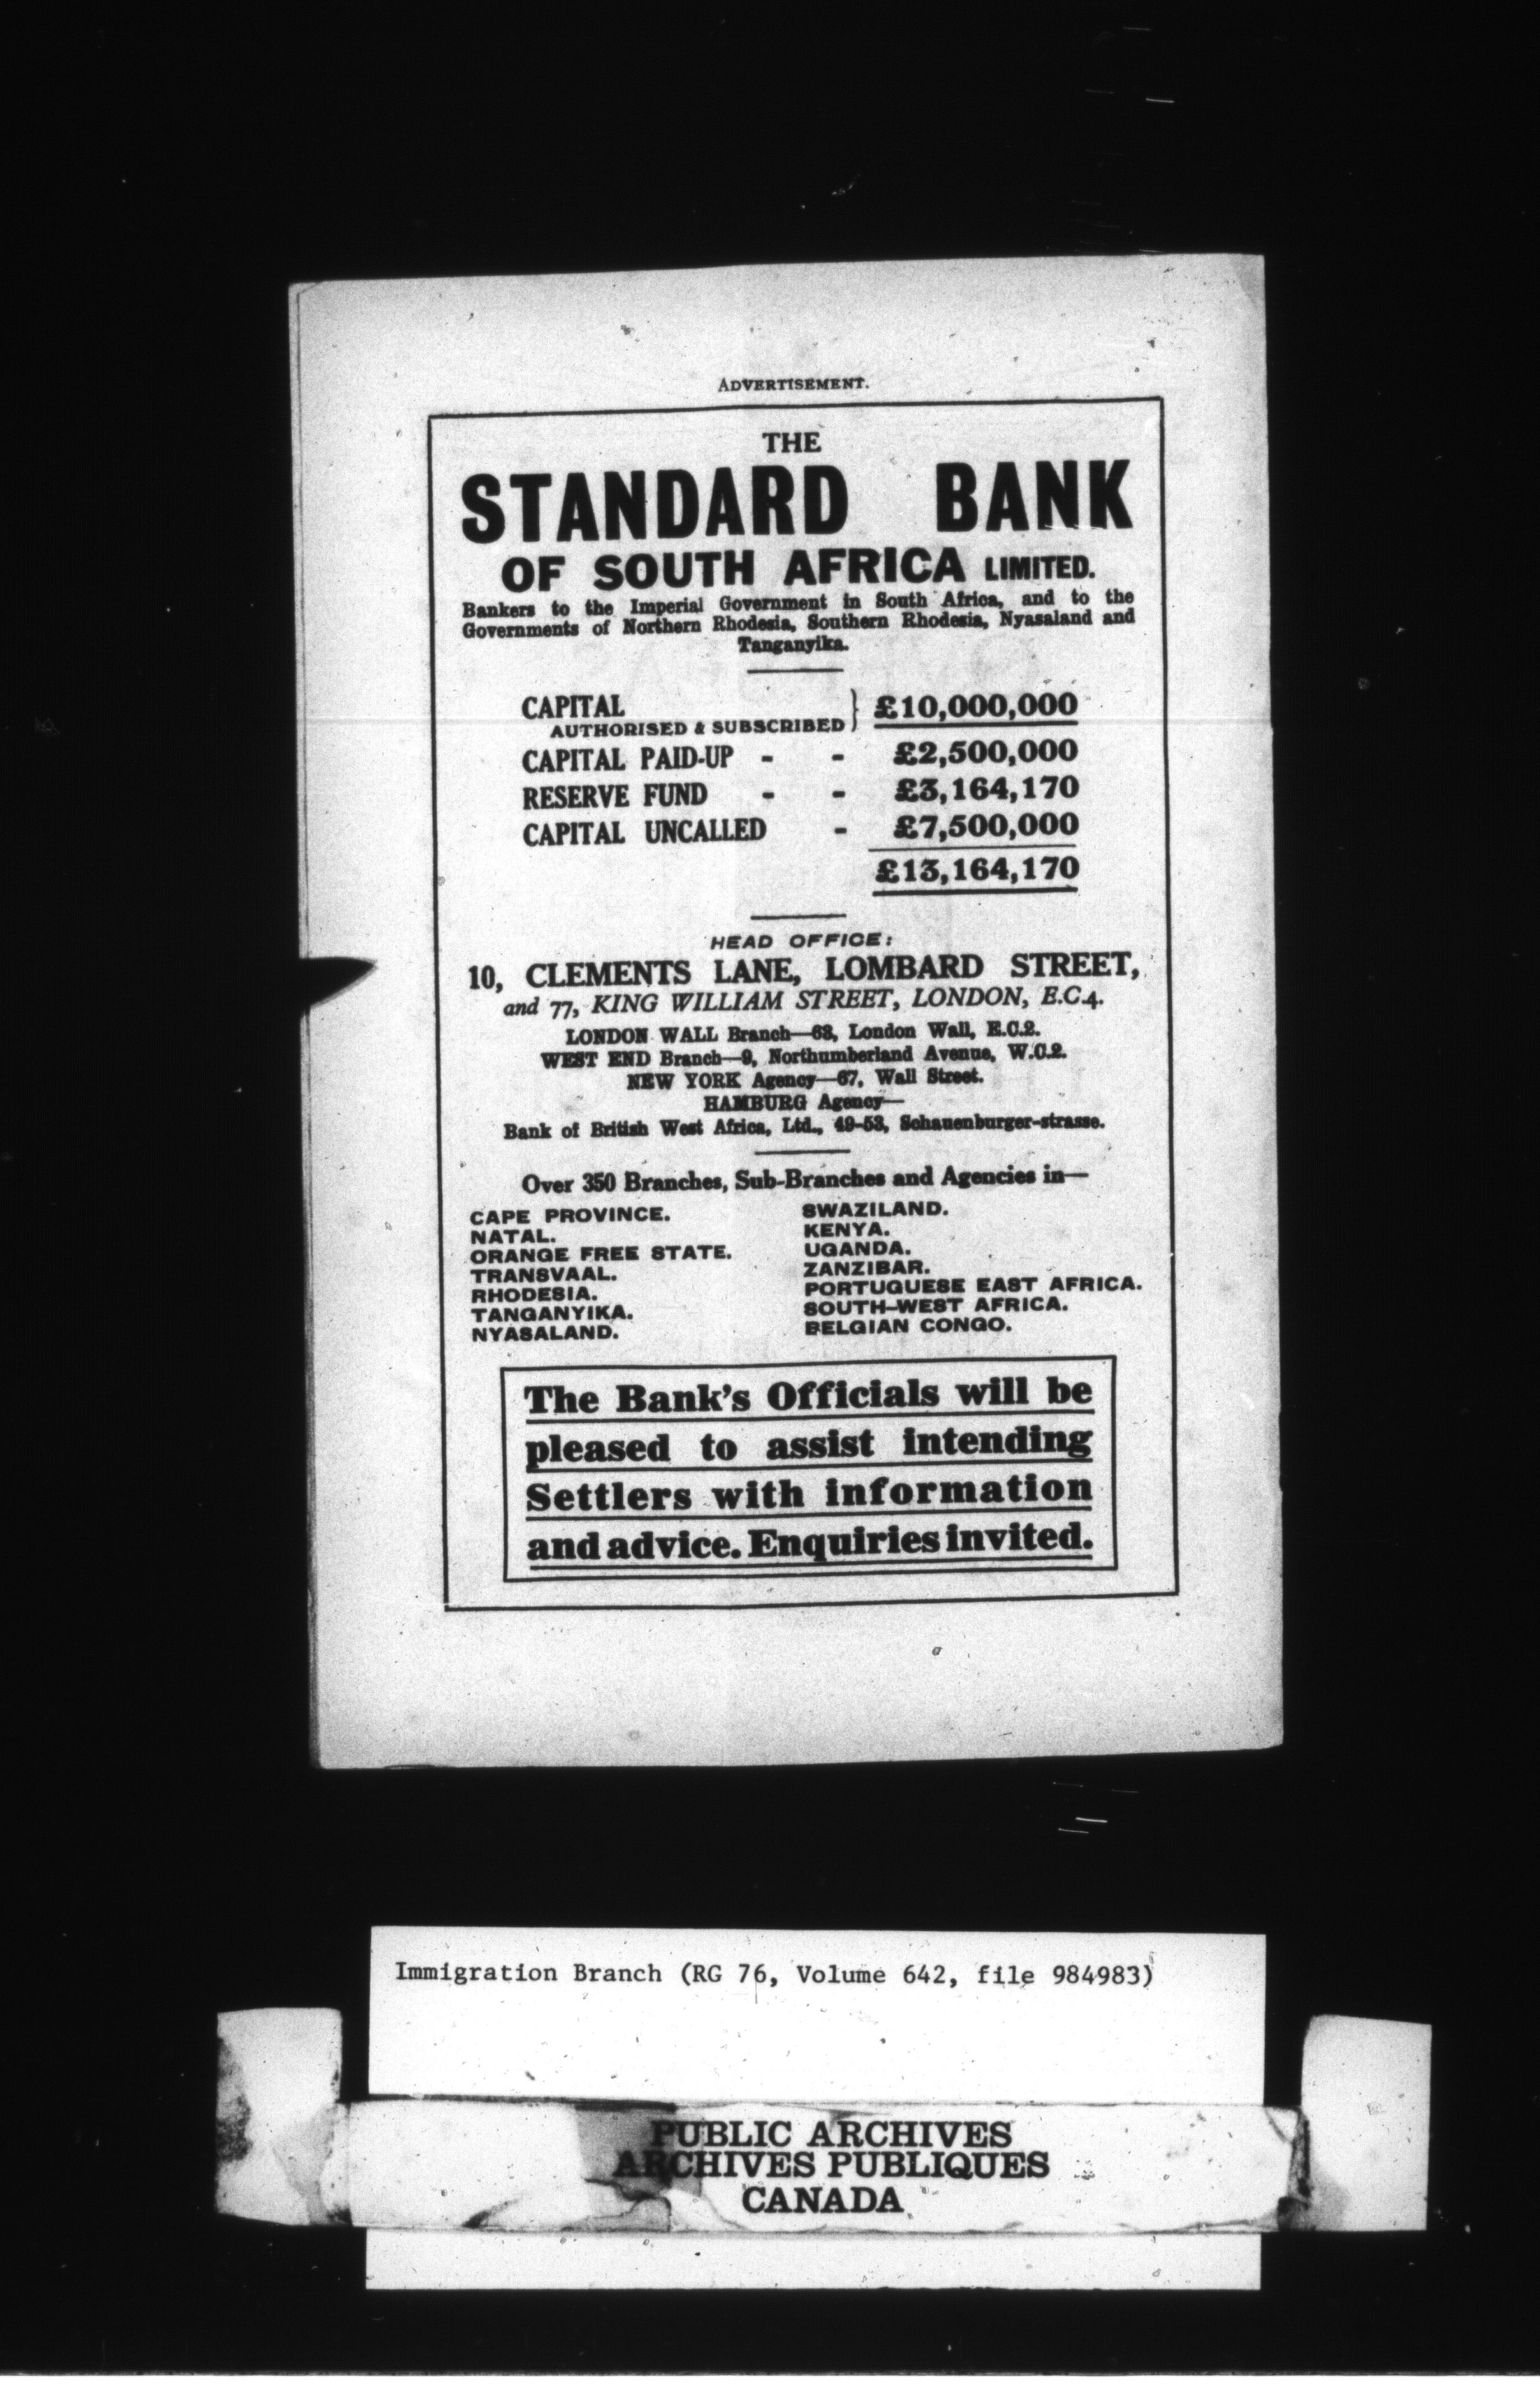 ADVERTISEMENT.
THE
STANDARD BANK
OF SOUTH AFRICA LIMITED.
Bankers to the Imperial Government in South Africa, and to the
Governments of Northern Rhodesia, Southern Rhodesia, Nyasaland and
Tanganyika.
CAPITAL
AUTHORISED & SUBSCRIBED } £10,000,000
CAPITAL PAID-UP - - £2,500,000
RESERVE FUND - - £3,164,170
CAPITAL UNCALLED - £7,500,000
£13,164,170
HEAD OFFICE:
10, CLEMENTS LANE, LOMBARD STREET,
and 77, KING WILLIAM STREET, LONDON, E.C.4.
LONDON WALL Branch—63, London Wall, E.C.2.
WEST END Branch—9, Northumberland Avenue, W.C.2.
NEW YORK Agency—67, Wall Street.
HAMBURG Agency—
Bank of British West Africa, Ltd., 49-53, Schauenburger-strasse.
Over 350 Branches, Sub-Branches and Agencies in—
CAPE PROVINCE.
NATAL.
ORANGE FREE STATE.
TRANSVAAL.
RHODESIA.
TANGANYIKA.
NYASALAND.
SWAZILAND.
KENYA.
UGANDA.
ZANZIBAR.
PORTUGUESE EAST AFRICA.
SOUTH-WEST AFRICA.
BELGIAN CONGO.
The Bank's Officials will be
pleased to assist intending
Settlers with information
and advice. Enquiries invited.
Immigration Branch (RG 76, Volume 642, file 984983)
PUBLIC ARCHIVES
ARCHIVES PUBLIQUES
CANADA